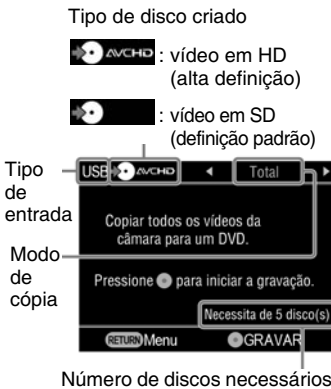 Tipo de disco criado
AVCHD : vídeo em HD
(alta definição)
: vídeo em SD
(definição padrão)
Tipo
de
entrada
USB AVCHD Total
Copiar todos os vídeos da
câmara para um DVD.
Modo
de
cópia
Pressione para iniciar a gravação.
Necessita de 5 disco(s)
RETURN Menu GRAVAR
Número de discos necessários